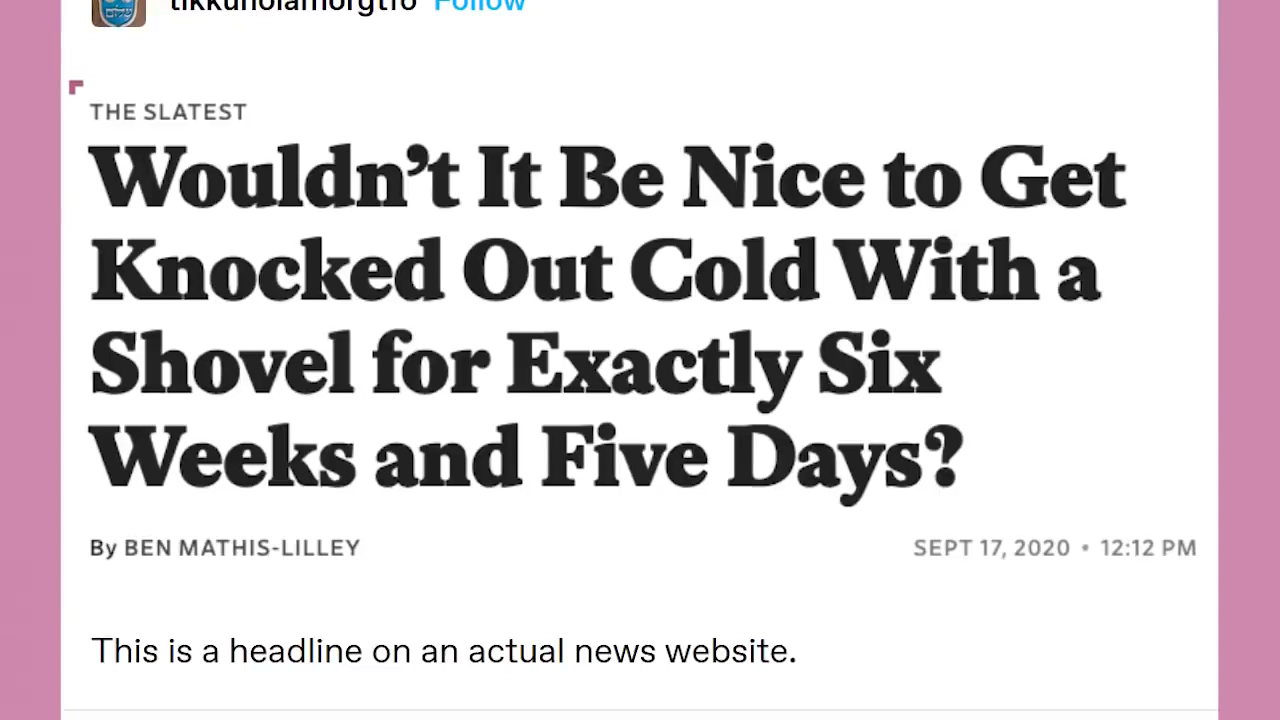 tikkunolamorgtfo Follow
THE SLATEST
Wouldn’t It Be Nice to Get
Knocked Out Cold With a
Shovel for Exactly Six
Weeks and Five Days?
By BEN MATHIS-LILLEY SEPT 17, 2020 • 12:12 PM
This is a headline on an actual news website.